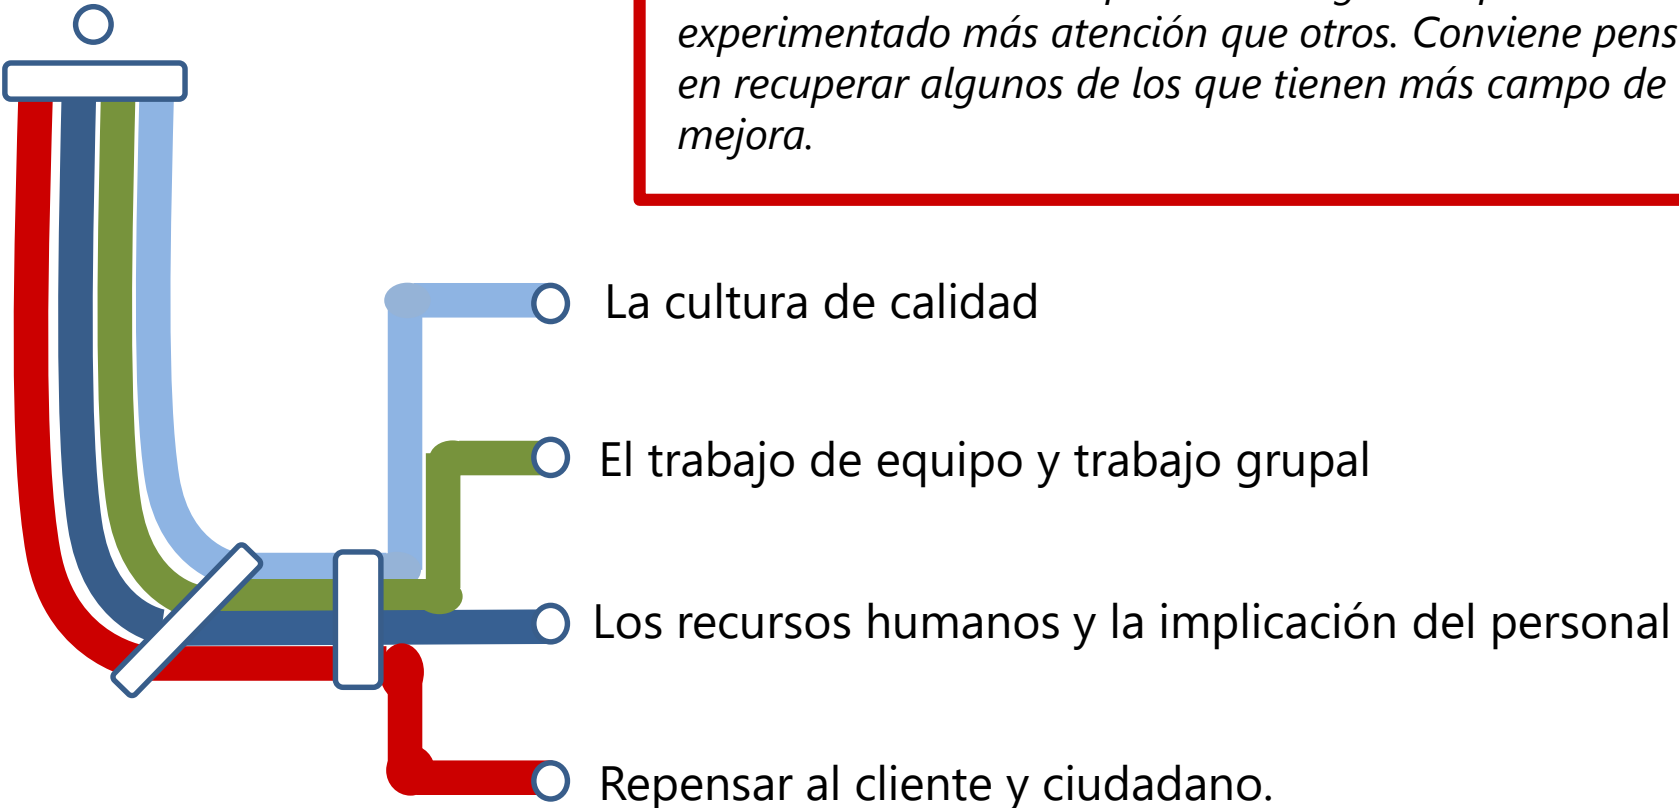 experimentado más atención que otros. Conviene pens
en recuperar algunos de los que tienen más campo de
mejora.
La cultura de calidad
El trabajo de equipo y trabajo grupal
Los recursos humanos y la implicación del personal
Repensar al cliente y ciudadano.